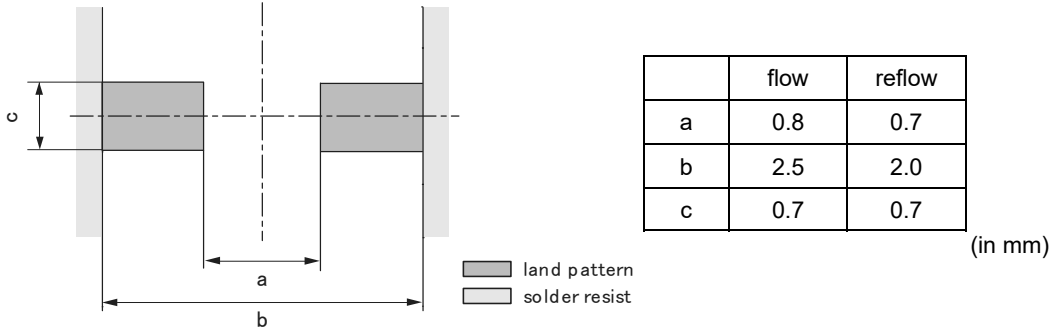 c
a
b
land pattern
solder resist
flow reflow
a 0.8 0.7
b 2.5 2.0
c 0.7 0.7
(in mm)